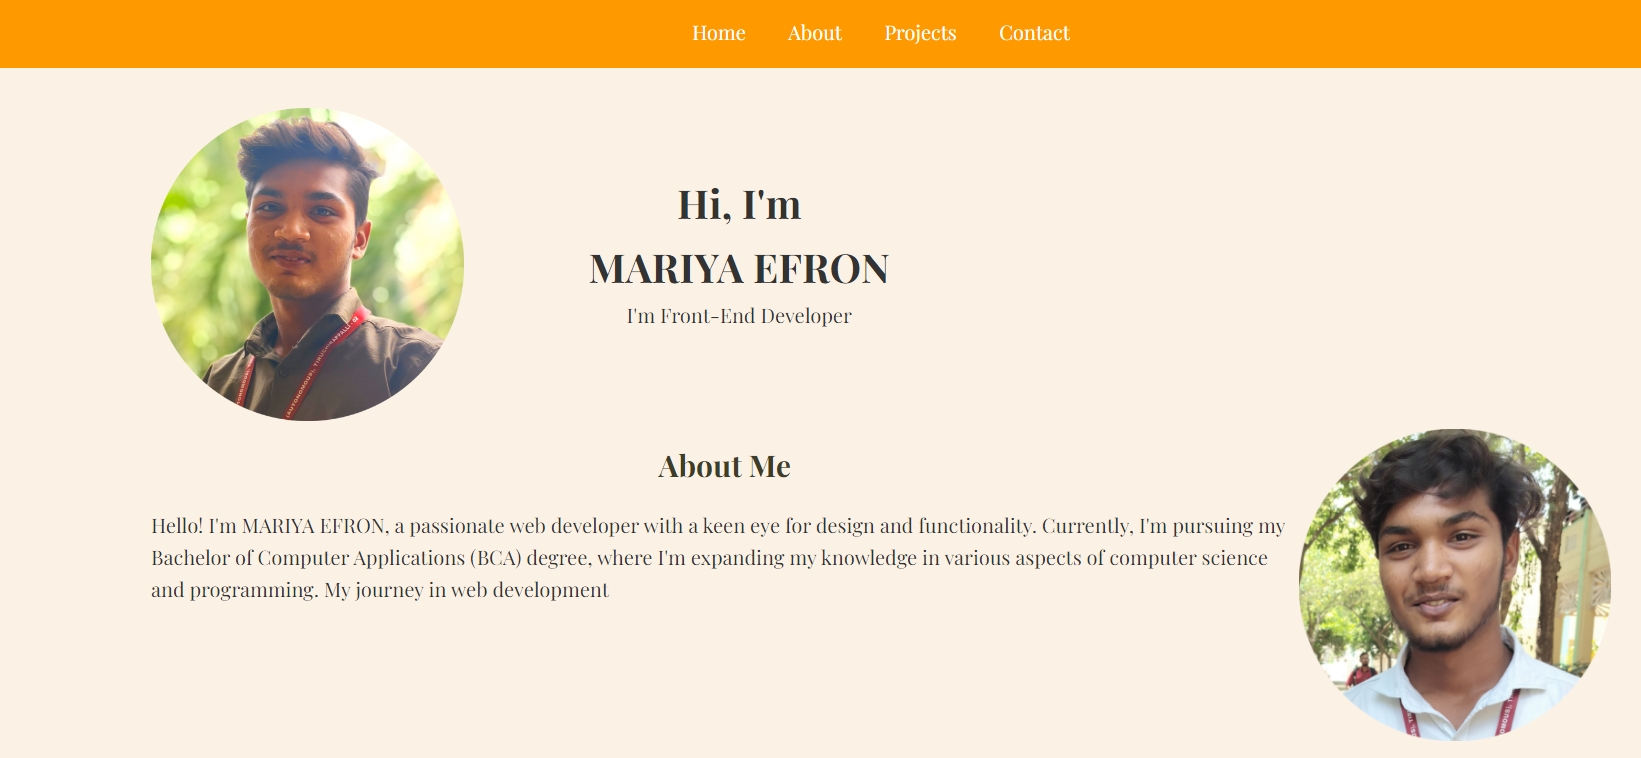 Home About Projects Contact
Hi, I'm
MARIYA EFRON
I'm Front-End Developer
About Me
Hello! I'm MARIYA EFRON, a passionate web developer with a keen eye for design and functionality. Currently, I'm pursuing my
Bachelor of Computer Applications (BCA) degree, where I'm expanding my knowledge in various aspects of computer science
and programming. My journey in web development